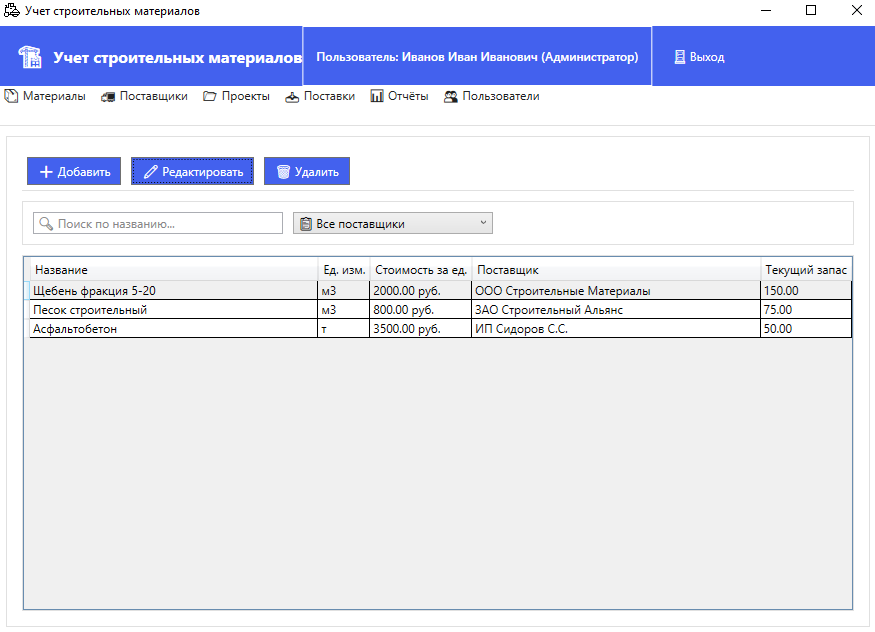 Учет строительных материалов
Учет строительных материалов Пользователь: Иванов Иван Иванович (Администратор) Выход
Материалы Поставщики Проекты Поставки Отчёты Пользователи
Добавить Редактировать Удалить
Поиск по названию... Все поставщики
Название Ед. изм. Стоимость за ед. Поставщик Текущий запас
Щебень фракция 5-20 м3 2000.00 руб. ООО Строительные Материалы 150.00
Песок строительный м3 800.00 руб. ЗАО Строительный Альянс 75.00
Асфальтобетон т 3500.00 руб. ИП Сидоров С.С. 50.00